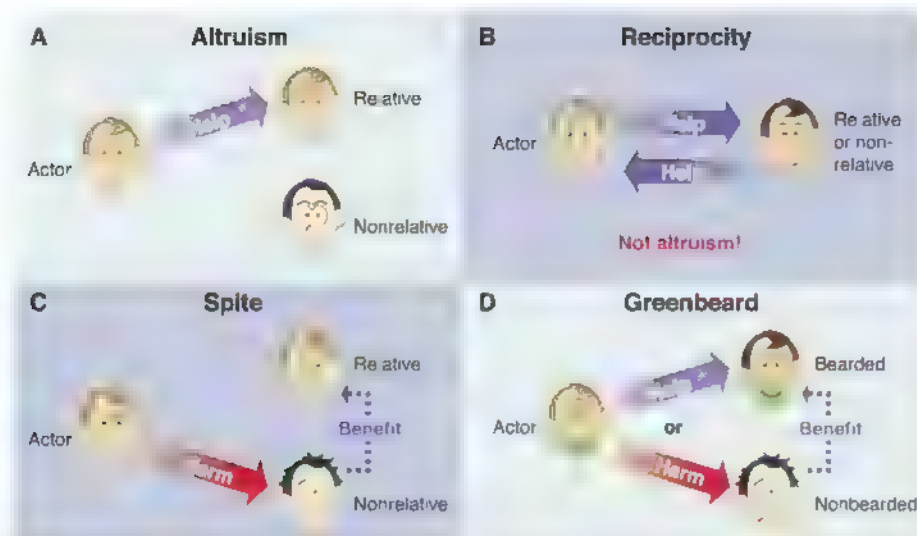 A
Altruism
Relative
Actor
Nonrelative
B
Reciprocity
Actor
Relative
or non-
relative
Not altruism!
C
Spite
Relative
Actor
Benefit
Nonrelative
D
Greenbeard
Bearded
Actor
or
Benefit
Harm
Nonbearded